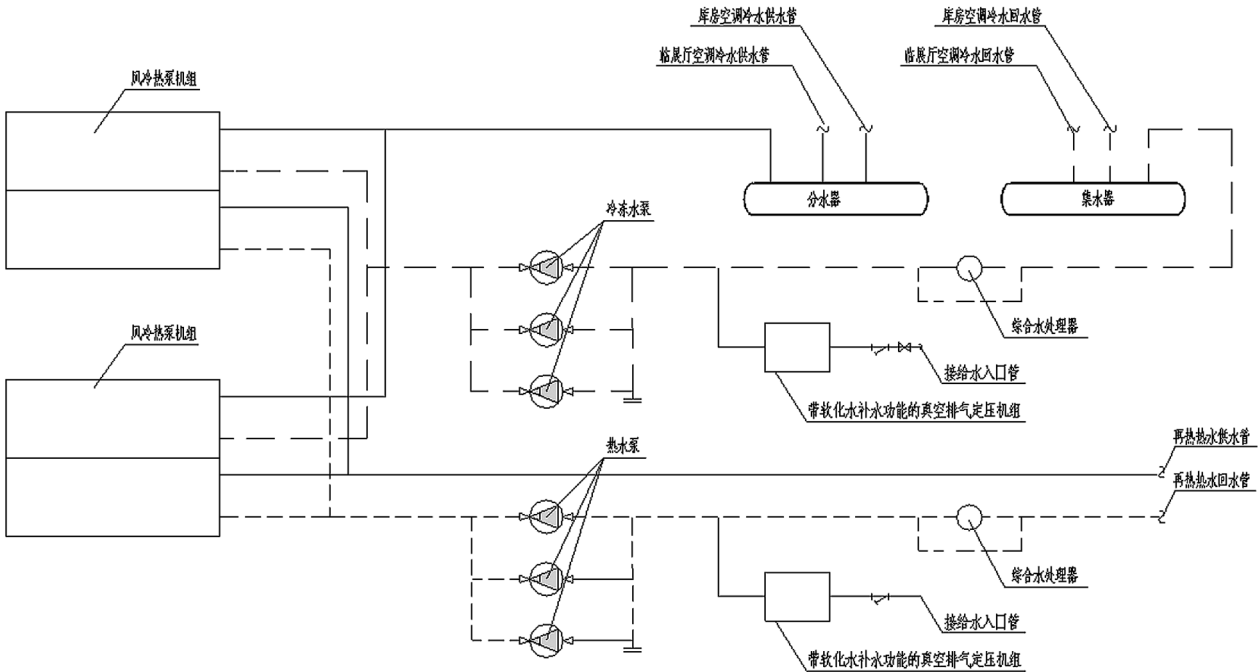 库房空调冷水供水管
库房空调冷水回水管
临展厅空调冷水供水管
临展厅空调冷水回水管
风冷热泵机组
分水器
集水器
冷冻水泵
综合水处理器
风冷热泵机组
接给水入口管
带软化水补水功能的真空排气定压机组
热水泵
再热热水供水管
再热热水回水管
综合水处理器
接给水入口管
带软化水补水功能的真空排气定压机组